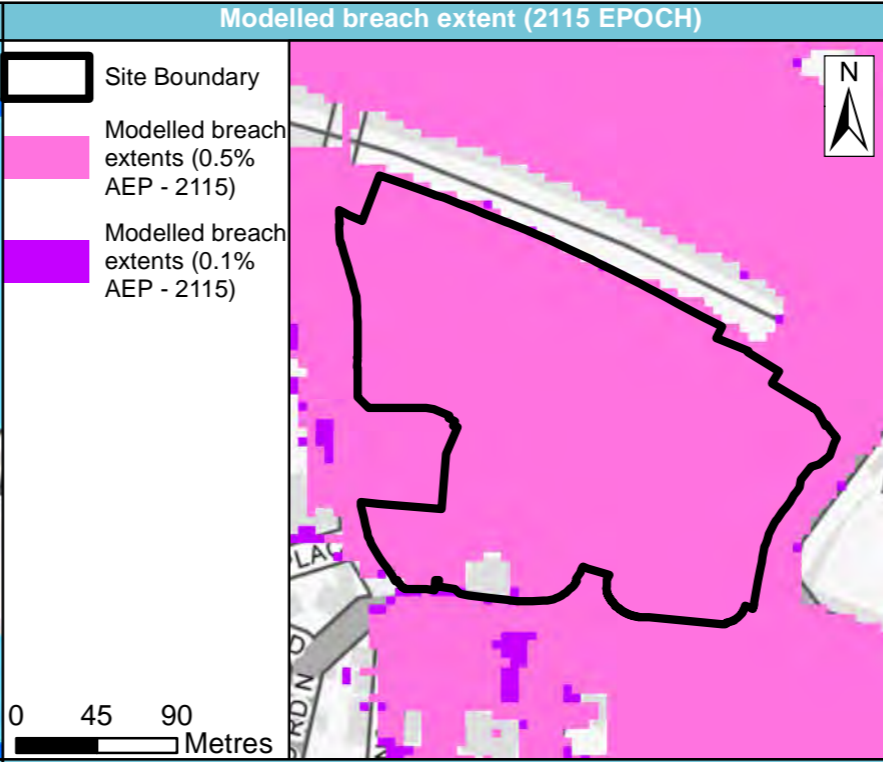 Modelled breach extent (2115 EPOCH)
Site Boundary
Modelled breach
extents (0.5%
AEP - 2115)
Modelled breach
extents (0.1%
AEP - 2115)
N
0 45 90
Metres